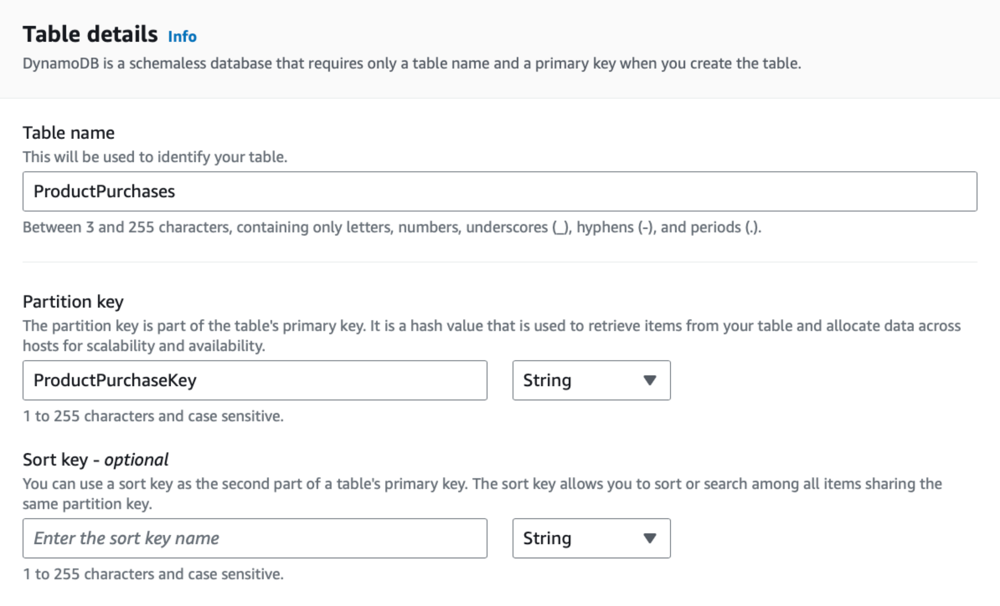 Table details Info
DynamoDB is a schemaless database that requires only a table name and a primary key when you create the table.
Table name
This will be used to identify your table.
ProductPurchases
Between 3 and 255 characters, containing only letters, numbers, underscores (_), hyphens (-), and periods (.).
Partition key
The partition key is part of the table's primary key. It is a hash value that is used to retrieve items from your table and allocate data across
hosts for scalability and availability.
ProductPurchaseKey String
1 to 255 characters and case sensitive.
Sort key - optional
You can use a sort key as the second part of a table's primary key. The sort key allows you to sort or search among all items sharing the
same partition key.
Enter the sort key name String
1 to 255 characters and case sensitive.